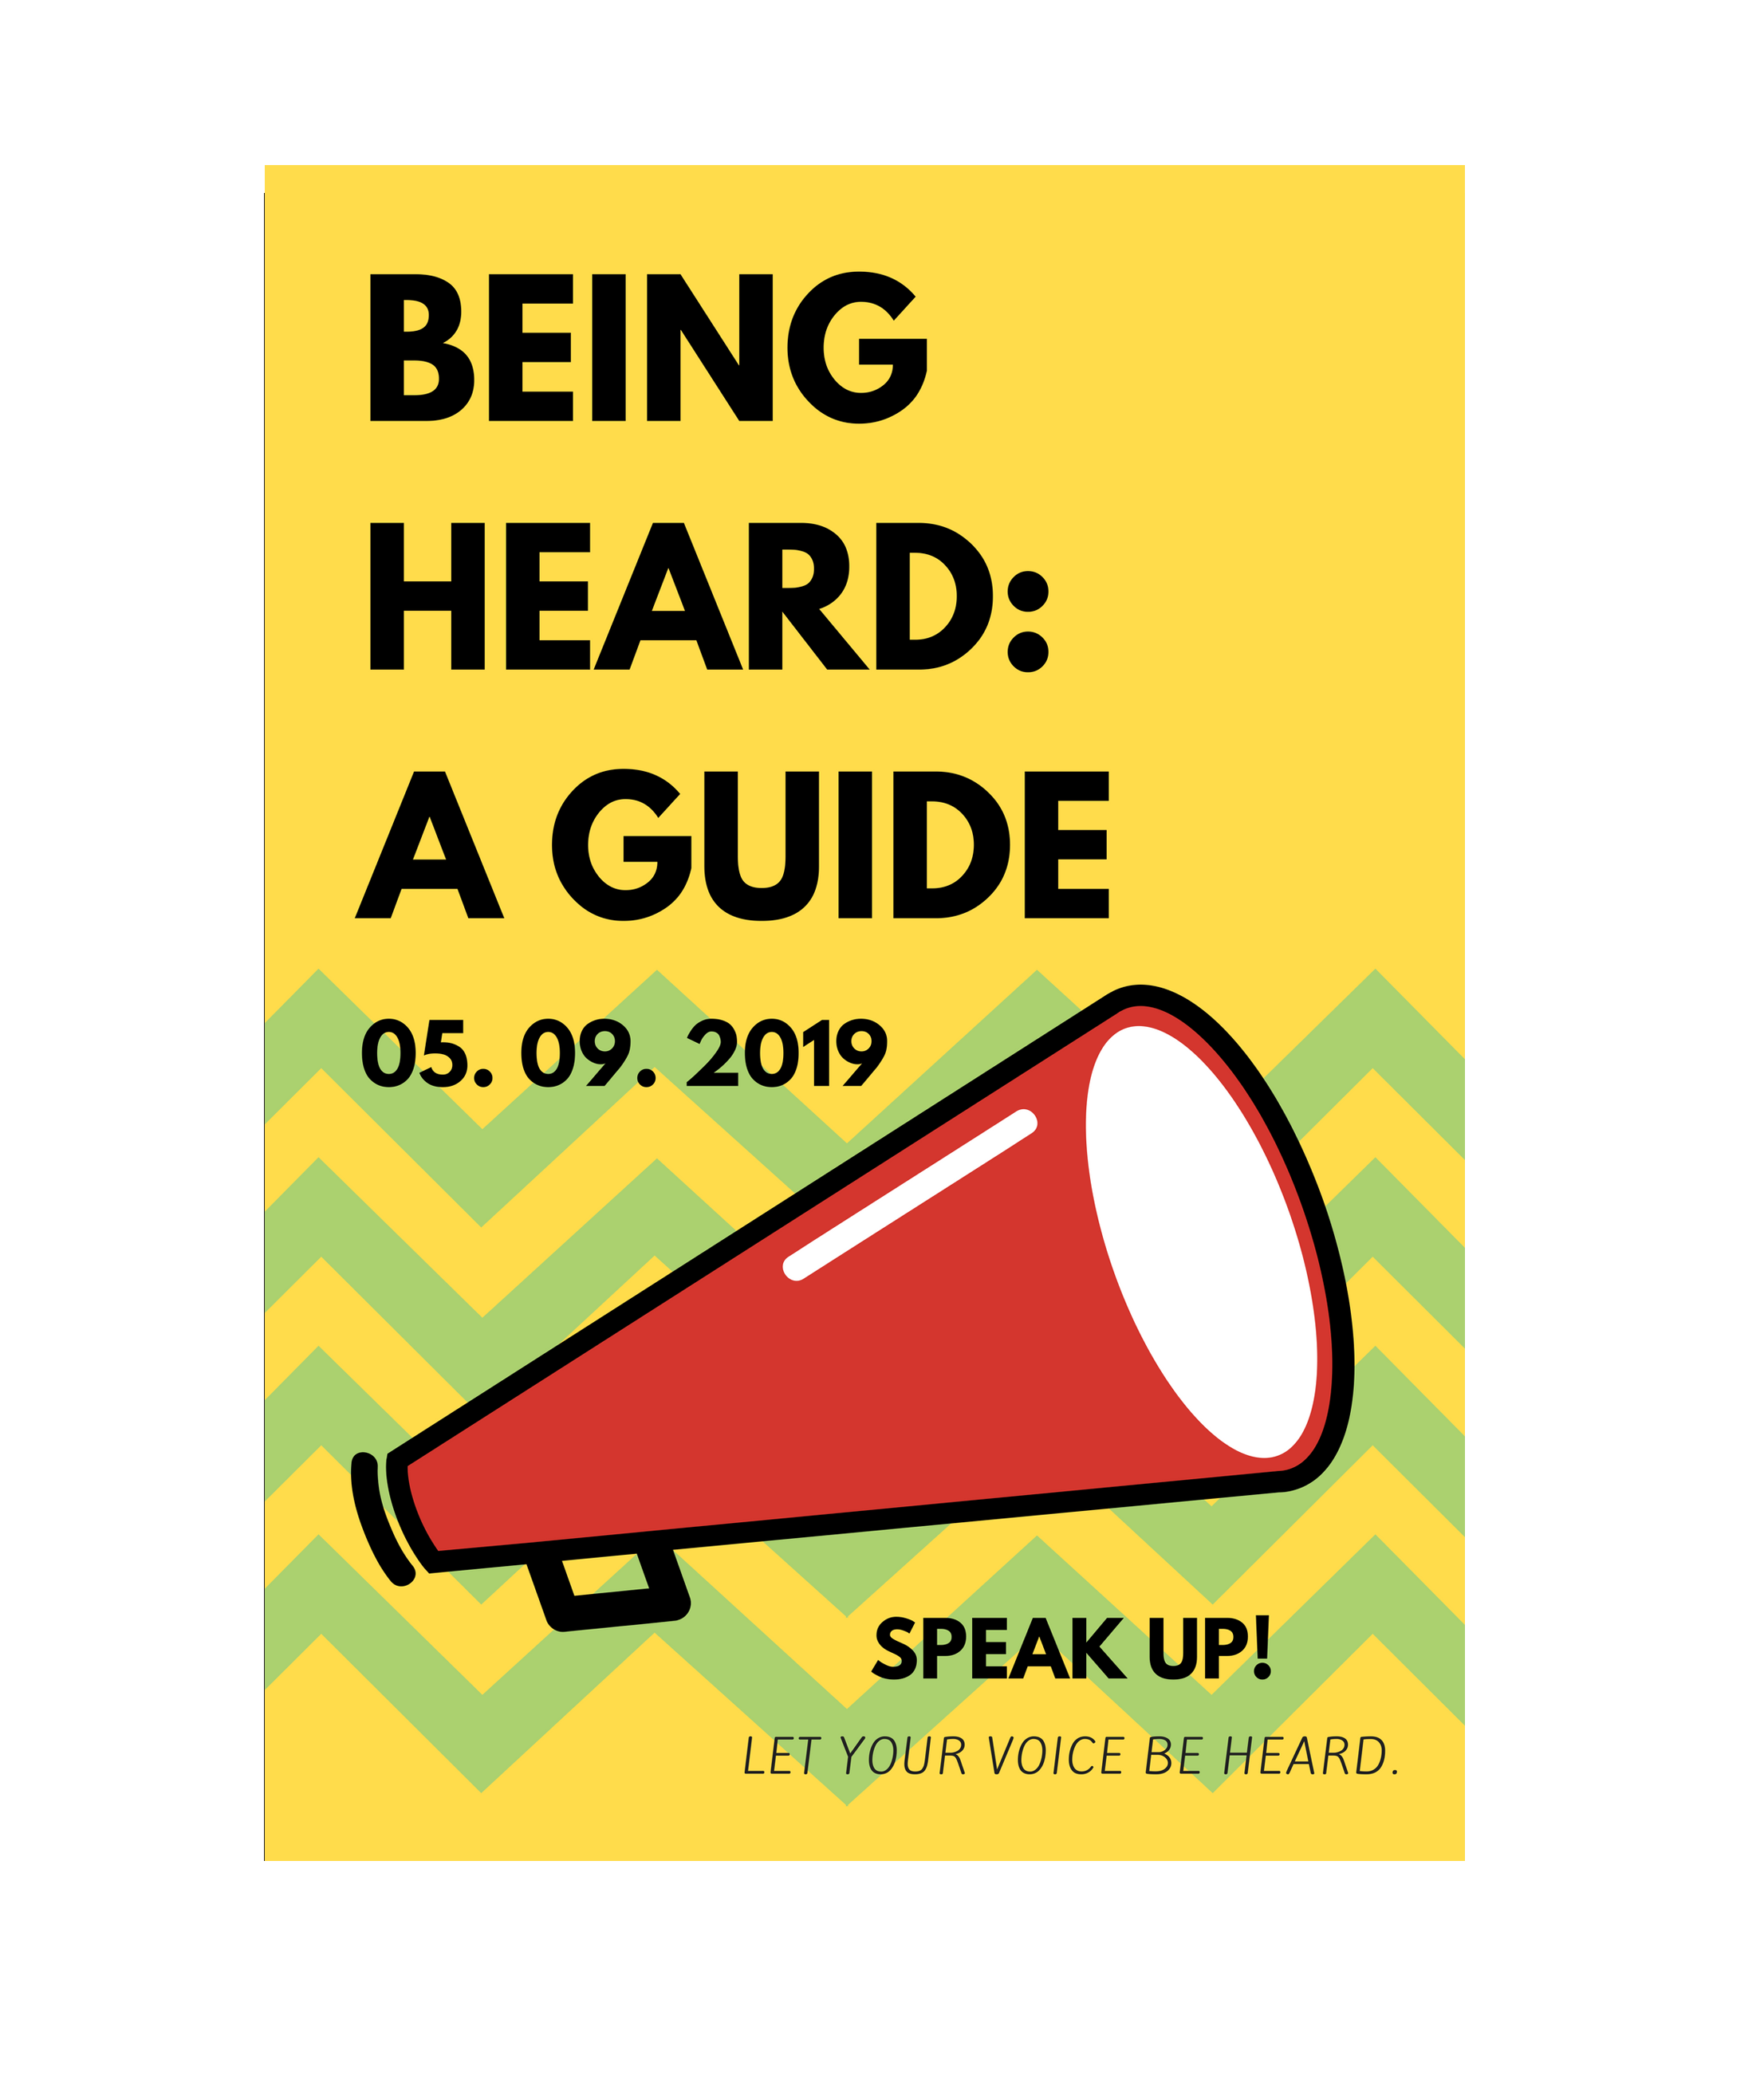 BEING
HEARD:
A GUIDE
05. 09. 2019
SPEAK UP!
LET YOUR VOICE BE HEARD.